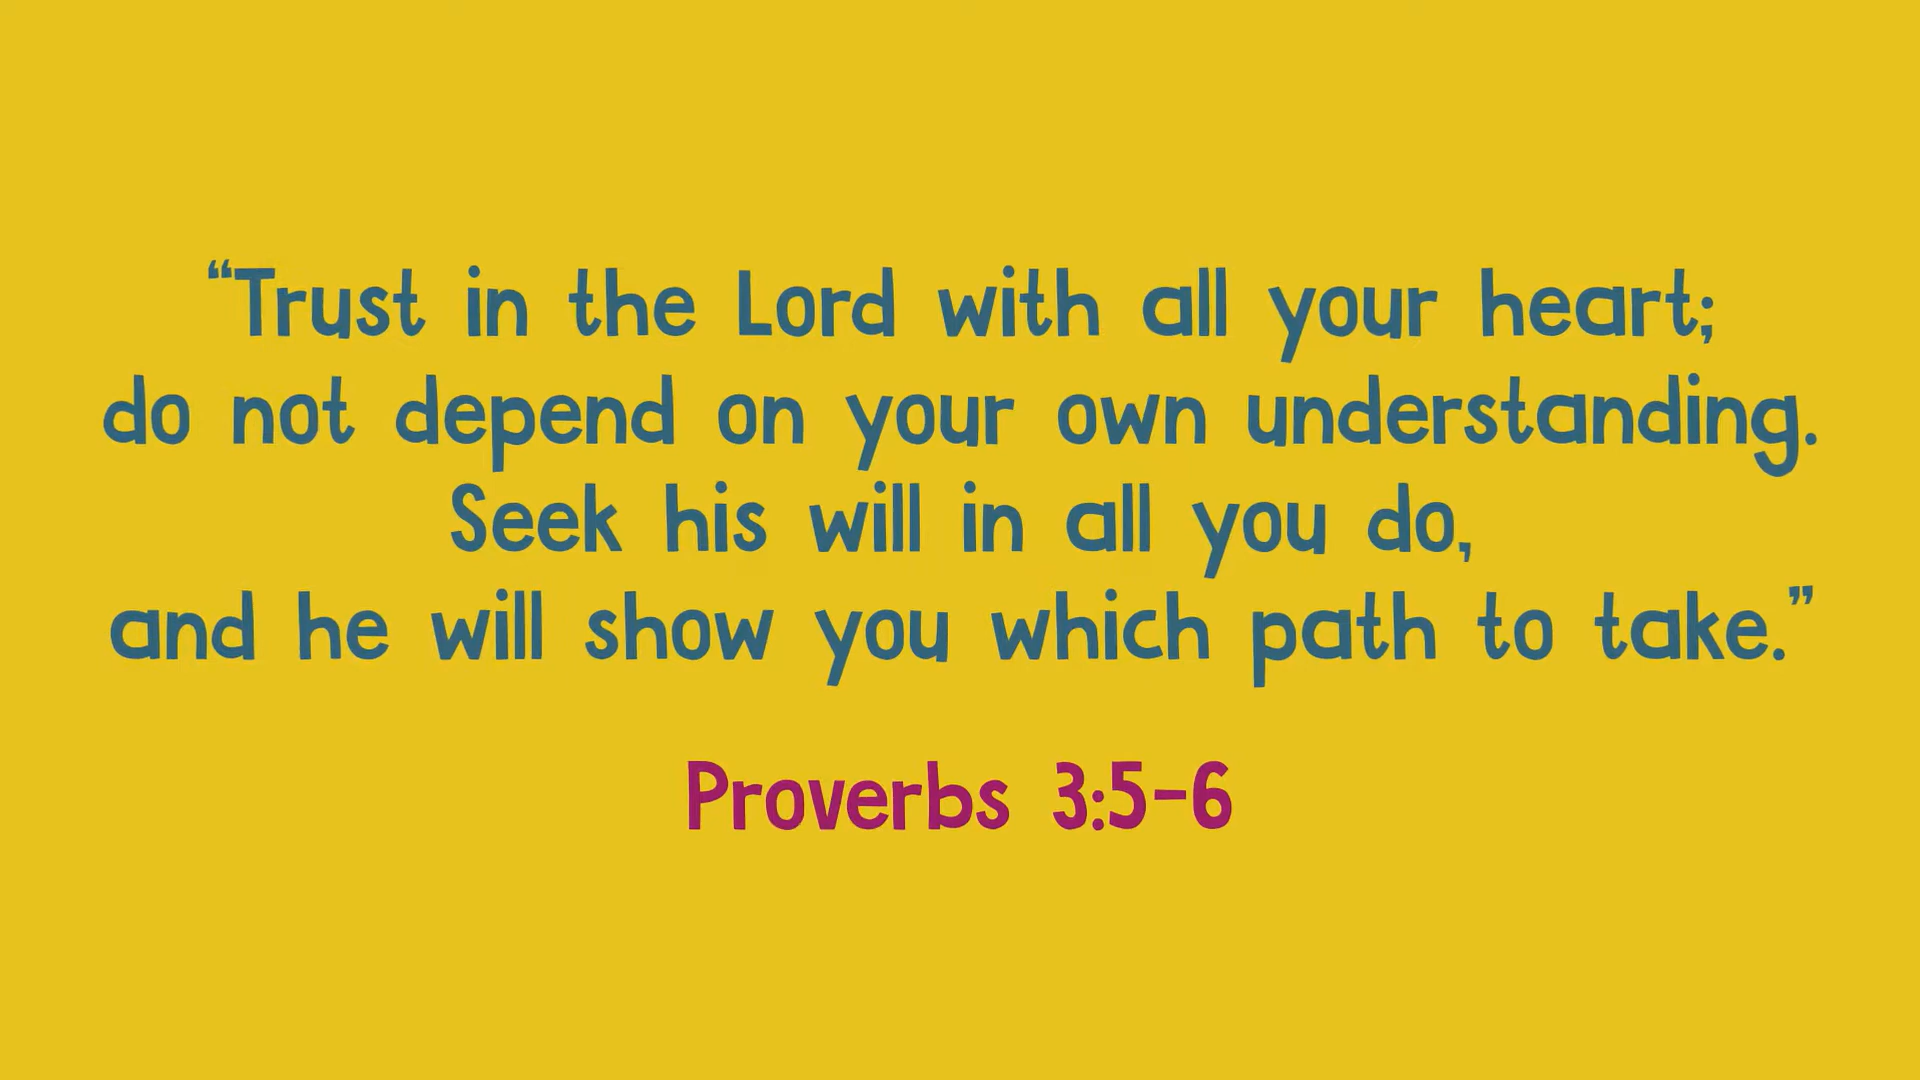 “Trust in the Lord with all your heart;
do not depend on your own understanding.
Seek his will in all you do,
and he will show you which path to take.”
Proverbs 3:5-6